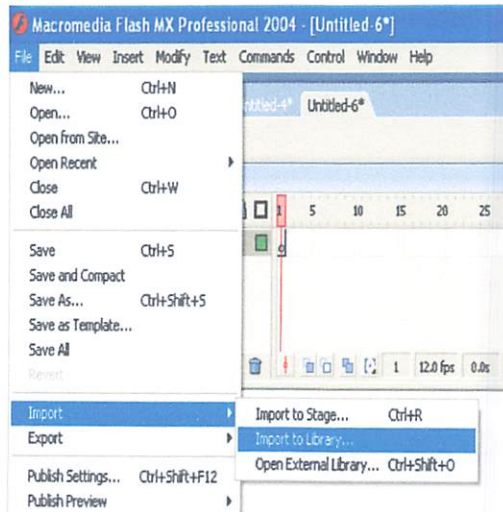 Macromedia Flash MX Professional 2004 - [Untitled-6*]
File Edit View Insert Modify Text Commands Control Window Help
New... Ctrl+N
Open... Ctrl+O
Open from Site...
Open Recent
Close Ctrl+W
Close All
Save Ctrl+S
Save and Compact
Save As... Ctrl+Shift+S
Save as Template...
Save All
Revert
Import
Export
Publish Settings... Ctrl+Shift+F12
Publish Preview
Untitled-4* Untitled-6*
1 5 10 15 20 25
1 12.0 fps 0.0s
Import to Stage... Ctrl+R
Import to Library...
Open External Library... Ctrl+Shift+O